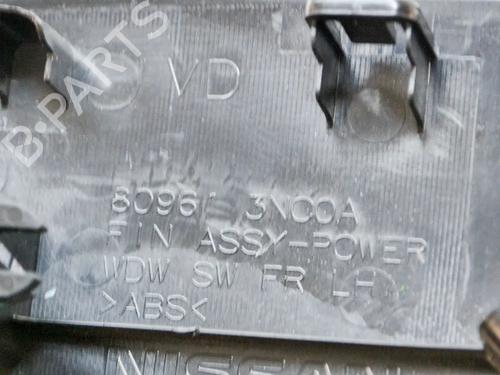 B-PARTS
VD
8096 3NC0A
FIN ASSY-POWER
WDW SW FR LH
>ABS<
NISSAN